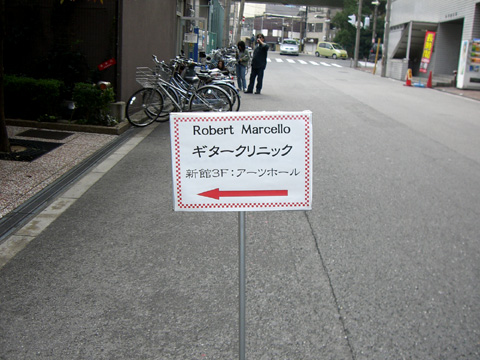 Robert Marcello
ギタークリニック
新館3F:アーツホール